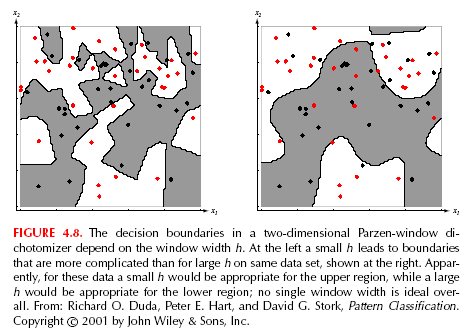 x₂ x₂
x₁ x₁
FIGURE 4.8. The decision boundaries in a two-dimensional Parzen-window di-
chotomizer depend on the window width h. At the left a small h leads to boundaries
that are more complicated than for large h on same data set, shown at the right. Appar-
ently, for these data a small h would be appropriate for the upper region, while a large
h would be appropriate for the lower region; no single window width is ideal over-
all. From: Richard O. Duda, Peter E. Hart, and David G. Stork, Pattern Classification.
Copyright © 2001 by John Wiley & Sons, Inc.